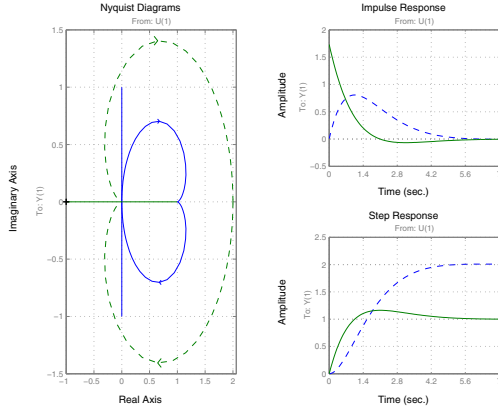 Nyquist Diagrams
From: U(1)
1.5
1
0.5
0
−0.5
−1
−1.5
−1
−0.5
0
0.5
1
1.5
2
Imaginary Axis
To: Y(1)
Real Axis
Impulse Response
From: U(1)
2
1.5
1
0.5
0
−0.5
0
1.4
2.8
4.2
5.6
Amplitude
To: Y(1)
Time (sec.)
Step Response
From: U(1)
2.5
2
1.5
1
0.5
0
0
1.4
2.8
4.2
5.6
Amplitude
To: Y(1)
Time (sec.)